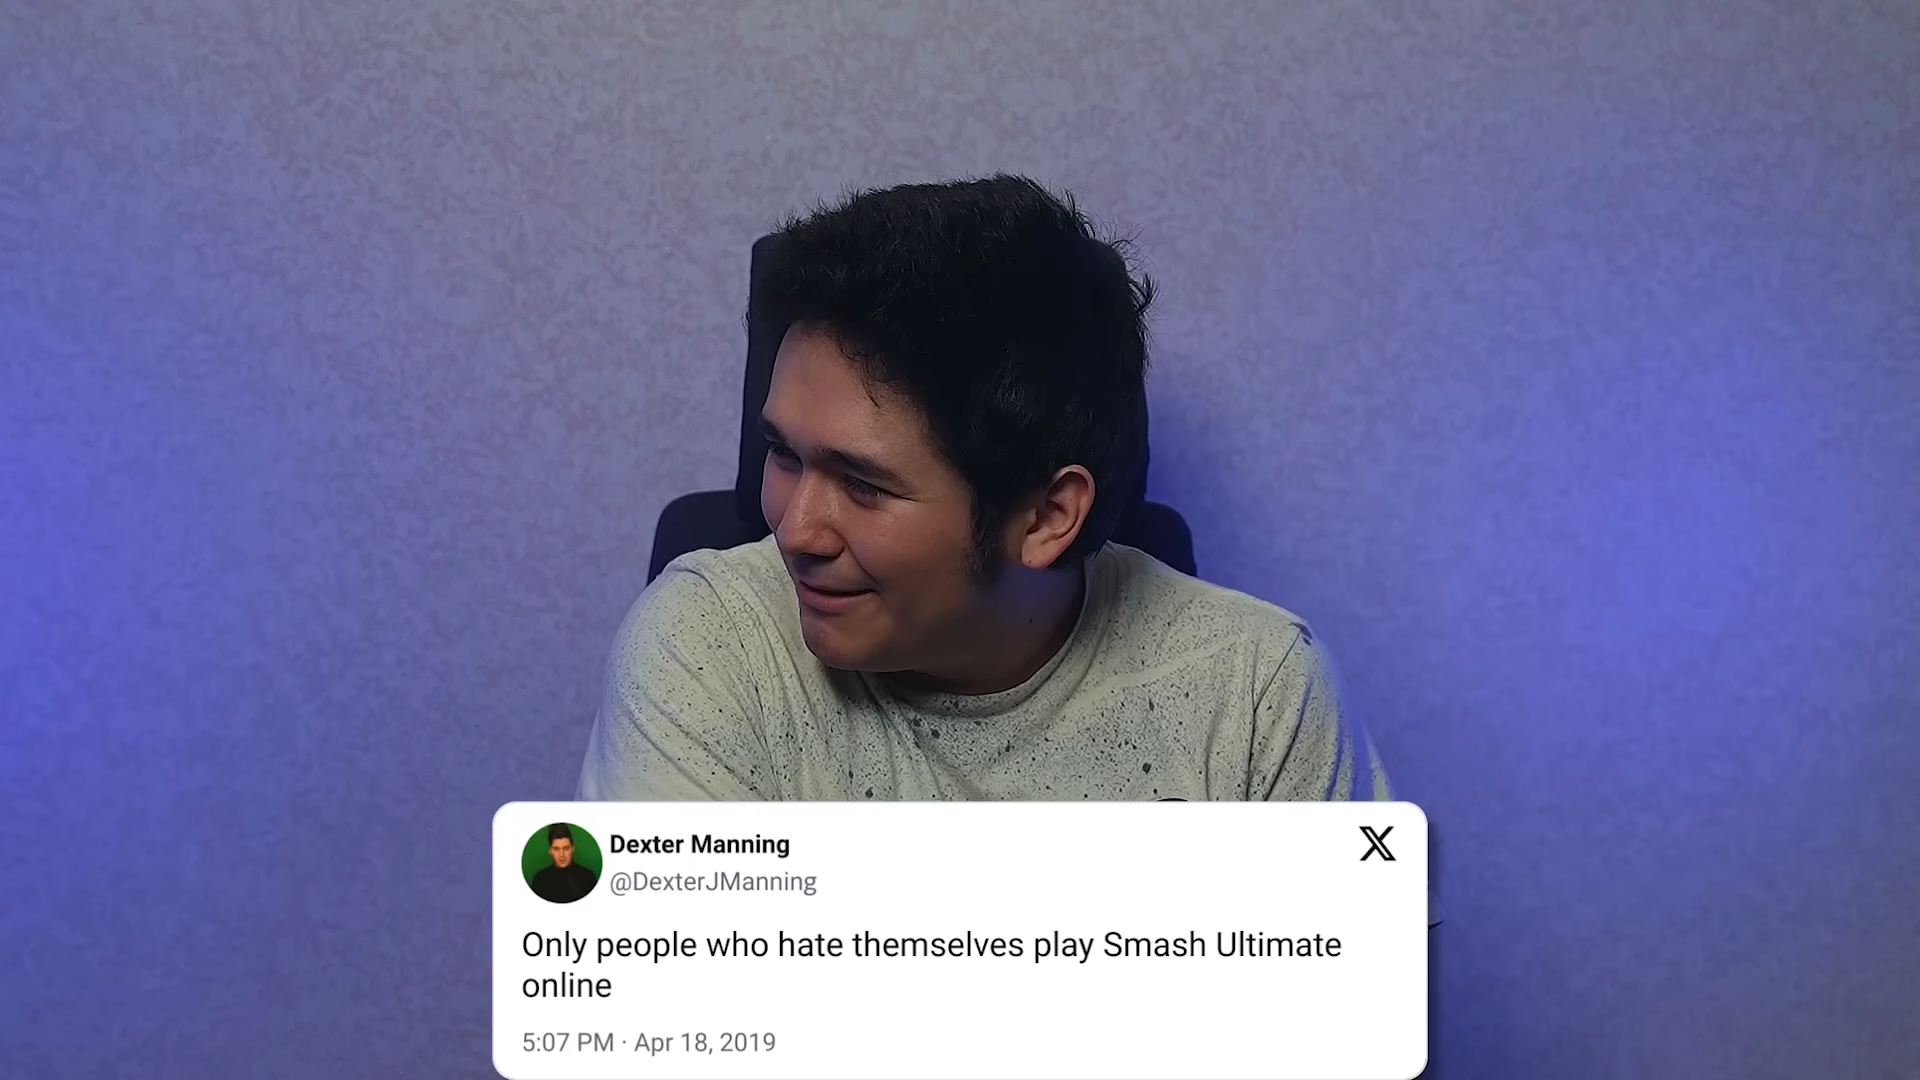 Dexter Manning
@DexterJManning
Only people who hate themselves play Smash Ultimate
online
5:07 PM · Apr 18, 2019